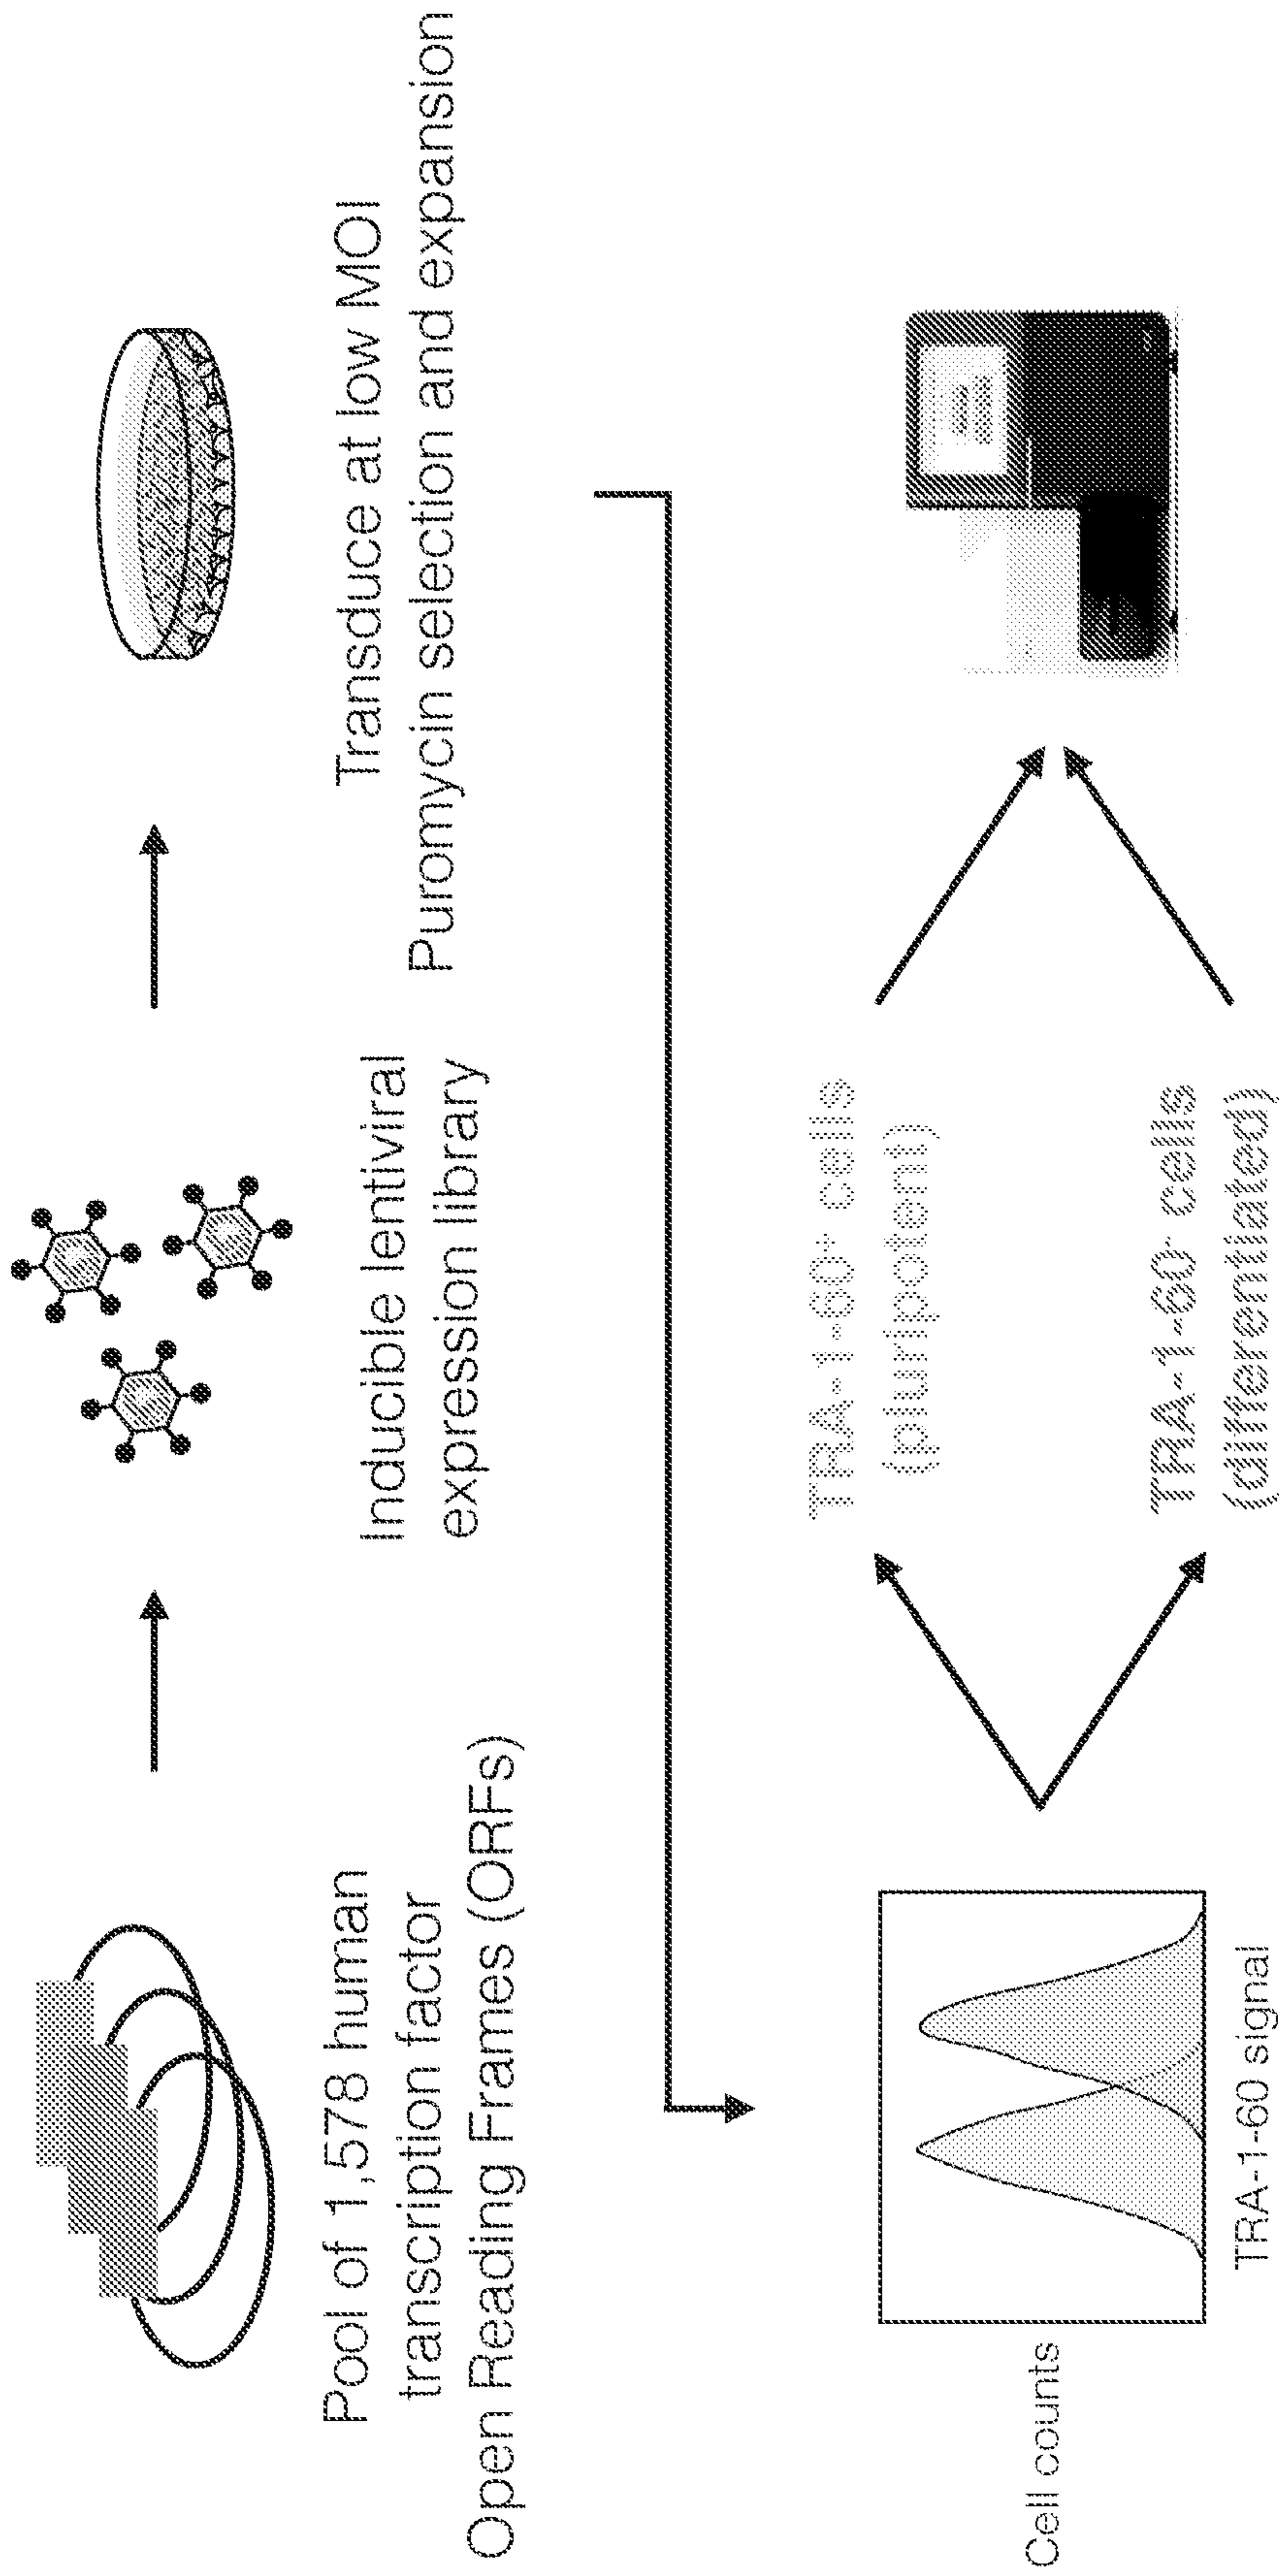 Pool of 1,578 human
transcription factor
Open Reading Frames (ORFs)
Inducible lentiviral
expression library
Transduce at low MOI
Puromycin selection and expansion
Cell counts
TRA-1-60 signal
TRA-1-60⁺ cells
(pluripotent)
TRA-1-60⁻ cells
(differentiated)